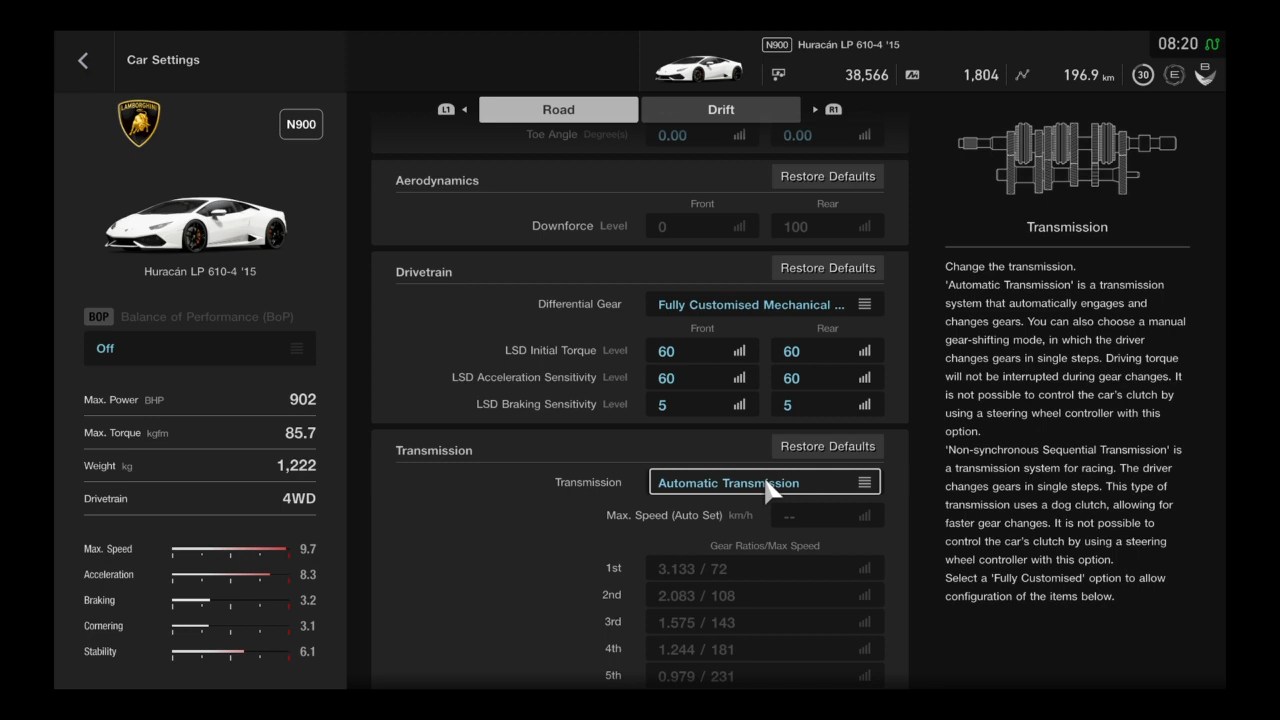 Car Settings
N900 Huracán LP 610-4 '15
08:20
38,566 1,804 196.9 km 30 E B
LAMBORGHINI
N900
Huracán LP 610-4 '15
BOP Balance of Performance (BoP)
Off
Max. Power BHP 902
Max. Torque kgfm 85.7
Weight kg 1,222
Drivetrain 4WD
Max. Speed 9.7
Acceleration 8.3
Braking 3.2
Cornering 3.1
Stability 6.1
L1 Road Drift R1
Toe Angle Degree(s) 0.00 0.00
Aerodynamics Restore Defaults
Front Rear
Downforce Level 0 100
Drivetrain Restore Defaults
Differential Gear Fully Customised Mechanical ...
Front Rear
LSD Initial Torque Level 60 60
LSD Acceleration Sensitivity Level 60 60
LSD Braking Sensitivity Level 5 5
Transmission Restore Defaults
Transmission Automatic Transmission
Max. Speed (Auto Set) km/h --
Gear Ratios/Max Speed
1st 3.133 / 72
2nd 2.083 / 108
3rd 1.575 / 143
4th 1.244 / 181
5th 0.979 / 231
Transmission
Change the transmission.
'Automatic Transmission' is a transmission
system that automatically engages and
changes gears. You can also choose a manual
gear-shifting mode, in which the driver
changes gears in single steps. Driving torque
will not be interrupted during gear changes. It
is not possible to control the car's clutch by
using a steering wheel controller with this
option.
'Non-synchronous Sequential Transmission' is
a transmission system for racing. The driver
changes gears in single steps. This type of
transmission uses a dog clutch, allowing for
faster gear changes. It is not possible to
control the car's clutch by using a steering
wheel controller with this option.
Select a 'Fully Customised' option to allow
configuration of the items below.